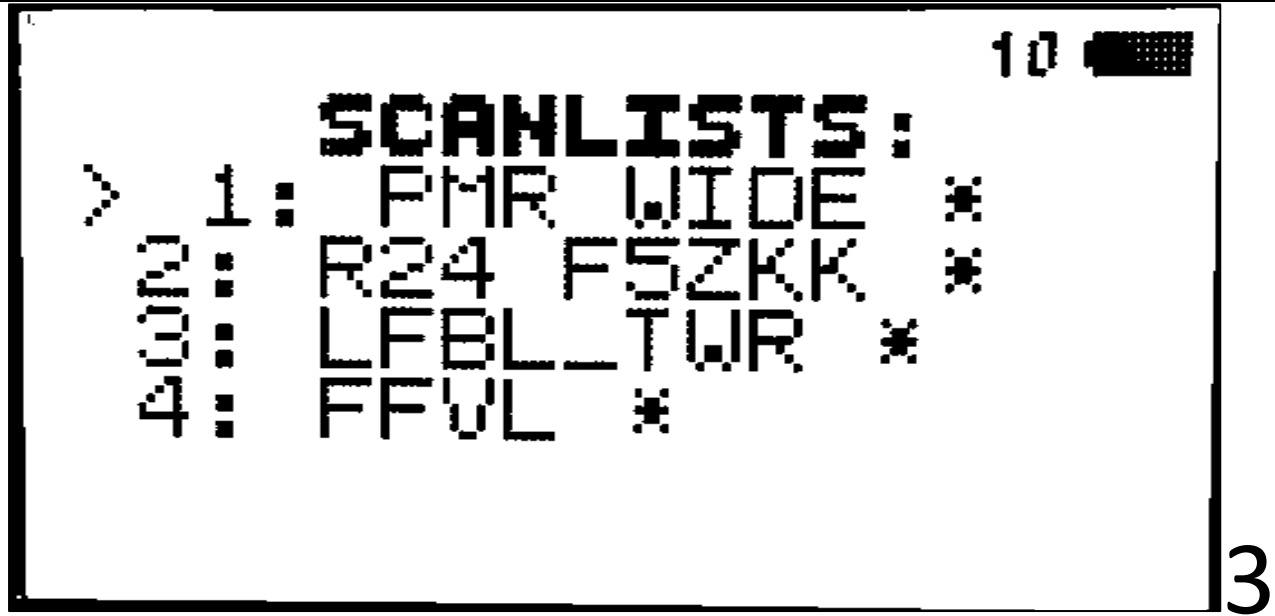 10
SCANLISTS:
> 1: PMR WIDE *
2: R24 F5ZKK *
3: LFBL_TWR *
4: FFVL *
3